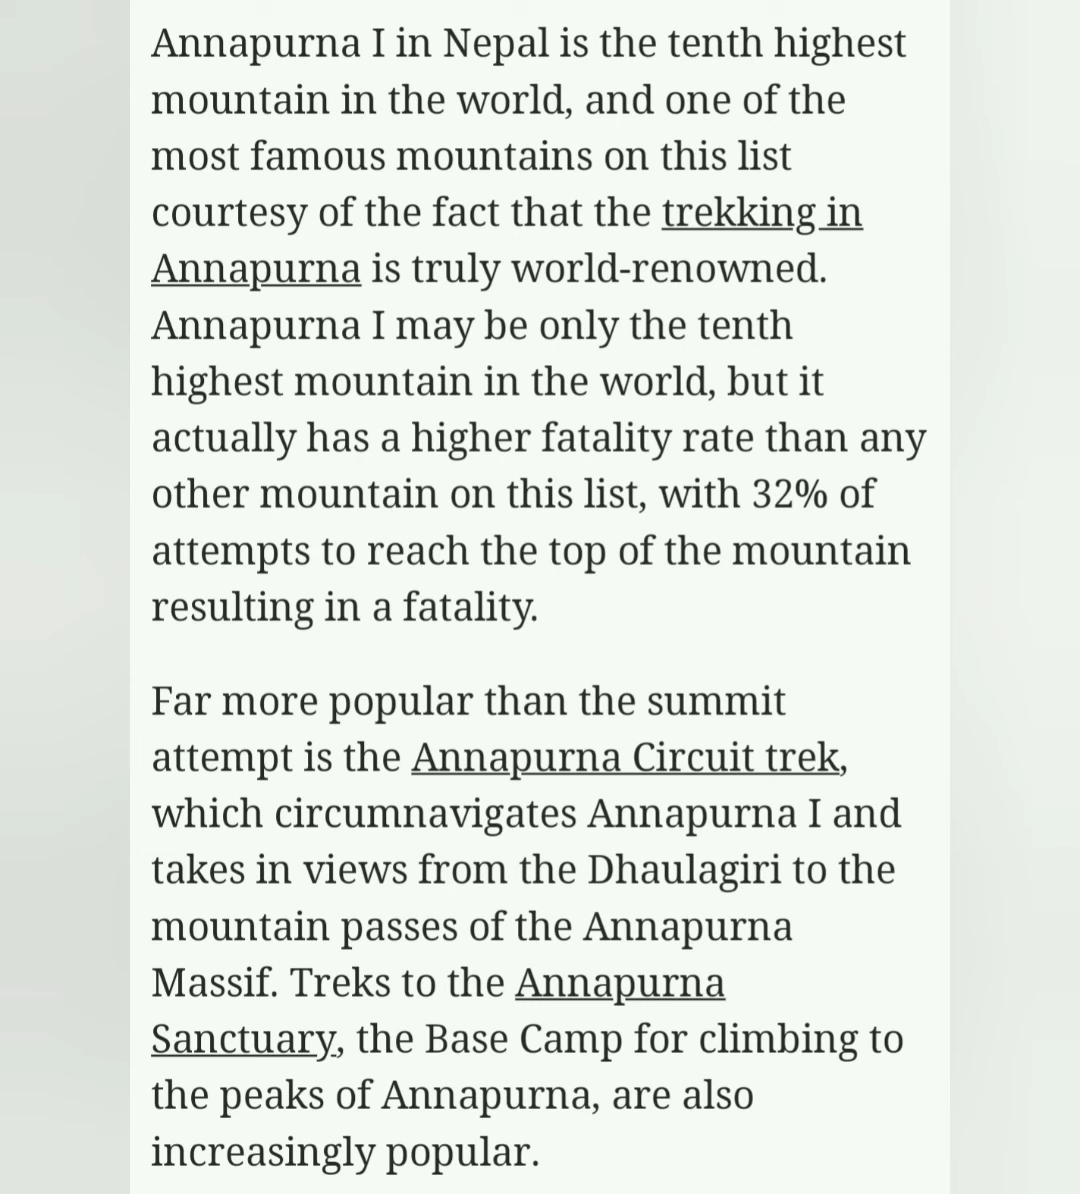 Annapurna I in Nepal is the tenth highest
mountain in the world, and one of the
most famous mountains on this list
courtesy of the fact that the trekking in
Annapurna is truly world-renowned.
Annapurna I may be only the tenth
highest mountain in the world, but it
actually has a higher fatality rate than any
other mountain on this list, with 32% of
attempts to reach the top of the mountain
resulting in a fatality.
Far more popular than the summit
attempt is the Annapurna Circuit trek,
which circumnavigates Annapurna I and
takes in views from the Dhaulagiri to the
mountain passes of the Annapurna
Massif. Treks to the Annapurna
Sanctuary, the Base Camp for climbing to
the peaks of Annapurna, are also
increasingly popular.